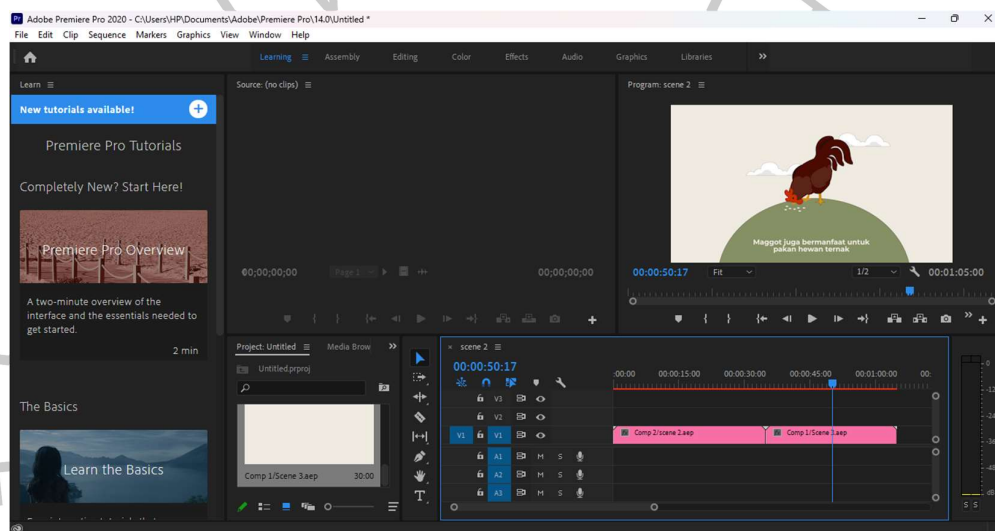 Adobe Premiere Pro 2020 - C:\Users\HP\Documents\Adobe\Premiere Pro\14.0\Untitled *
File Edit Clip Sequence Markers Graphics View Window Help
Learning Assembly Editing Color Effects Audio Graphics Libraries
Learn
New tutorials available!
Premiere Pro Tutorials
Completely New? Start Here!
Premiere Pro Overview
A two-minute overview of the
interface and the essentials needed to
get started.
2 min
The Basics
Learn the Basics
Source: (no clips)
00;00;00;00 Page 1 00;00;00;00
Program: scene 2
Maggot juga bermanfaat untuk
pakan hewan ternak
00:00:50:17 Fit 1/2 00:01:05:00
Project: Untitled Media Brow
Untitled.prproj
Comp 1/Scene 3.aep 30:00
× scene 2
00:00:50:17
:00:00 00:00:15:00 00:00:30:00 00:00:45:00 00:01:00:00 00:
V3
V2
V1 V1 Comp 2/scene 2.aep Comp 1/Scene 3.aep
A1 M S
A2 M S
A3 M S
0
-12
-24
dB
S S